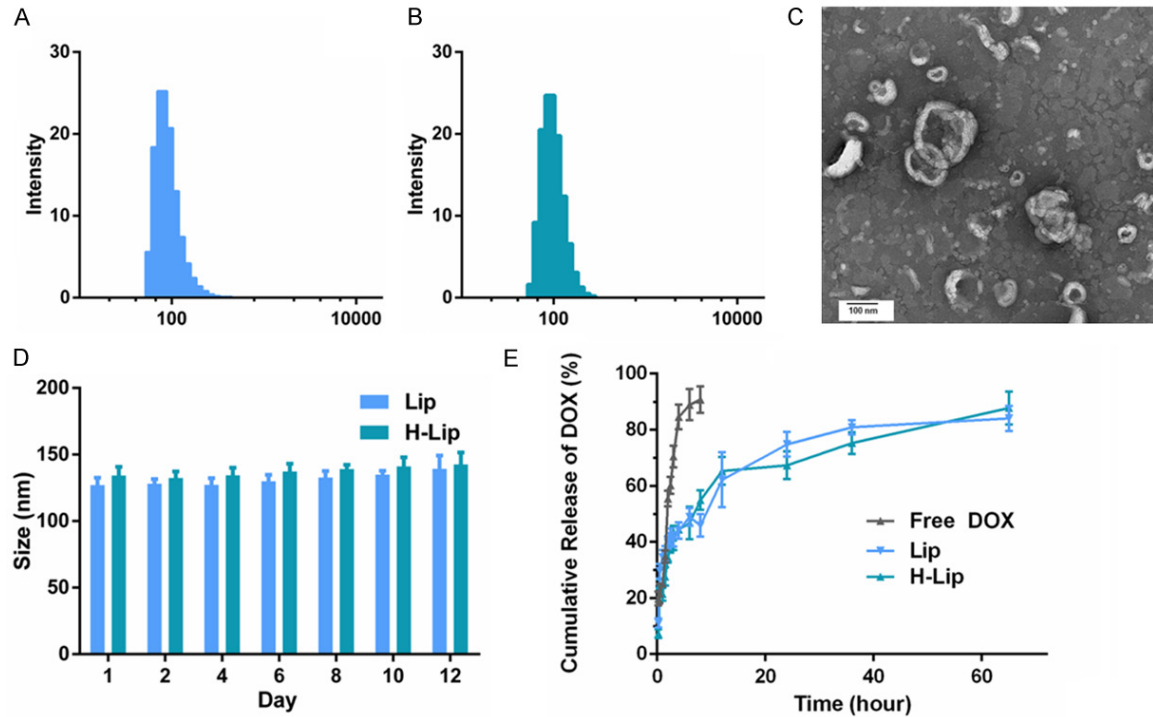 A
Intensity
30
20
10
0
100
10000
B
Intensity
30
20
10
0
100
10000
C
100 nm
D
Size (nm)
200
150
100
50
0
1 2 4 6 8 10 12
Day
Lip
H-Lip
E
Cumulative Release of DOX (%)
100
80
60
40
20
0
0 20 40 60
Time (hour)
Free DOX
Lip
H-Lip